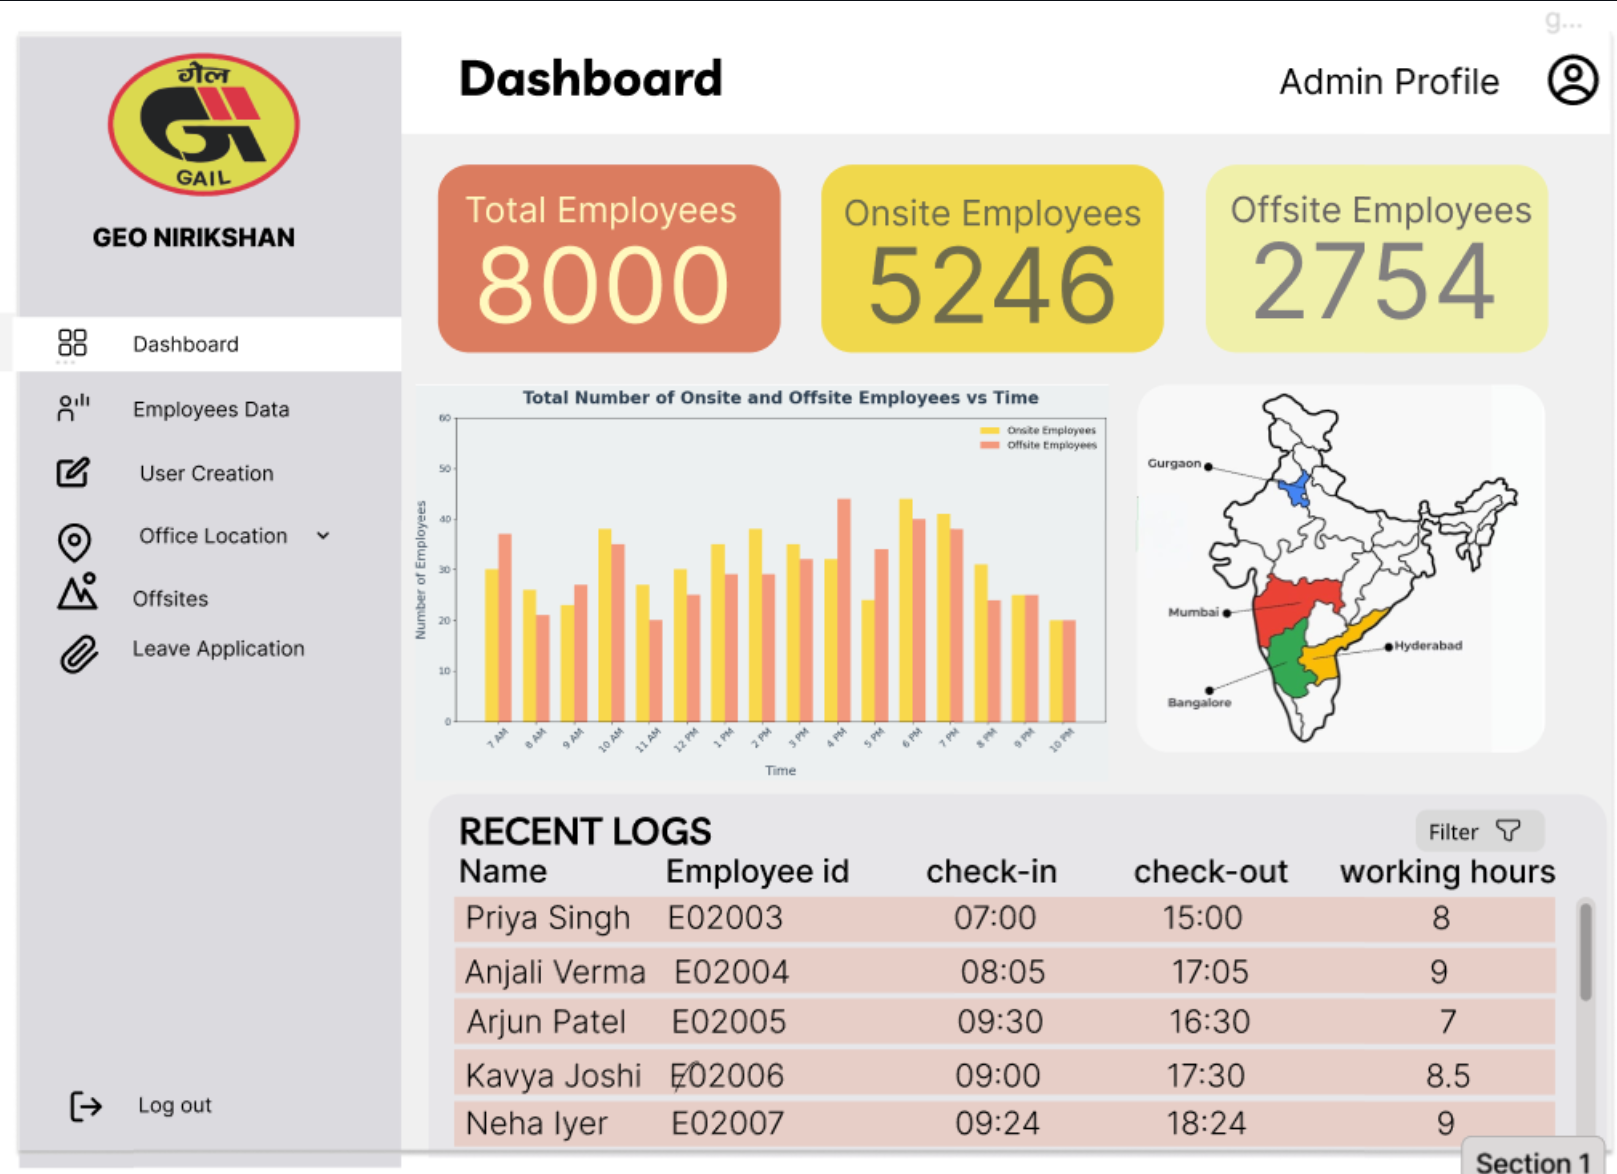 g...
गेल
GAIL
GEO NIRIKSHAN
Dashboard
Employees Data
User Creation
Office Location
Offsites
Leave Application
Log out
Dashboard
Admin Profile
Total Employees
8000
Onsite Employees
5246
Offsite Employees
2754
Total Number of Onsite and Offsite Employees vs Time
Onsite Employees
Offsite Employees
Number of Employees
60
50
40
30
20
10
0
7 AM 8 AM 9 AM 10 AM 11 AM 12 PM 1 PM 2 PM 3 PM 4 PM 5 PM 6 PM 7 PM 8 PM 9 PM 10 PM
Time
Gurgaon
Mumbai
Hyderabad
Bangalore
RECENT LOGS
Filter
Name Employee id check-in check-out working hours
Priya Singh E02003 07:00 15:00 8
Anjali Verma E02004 08:05 17:05 9
Arjun Patel E02005 09:30 16:30 7
Kavya Joshi E02006 09:00 17:30 8.5
Neha Iyer E02007 09:24 18:24 9
Section 1